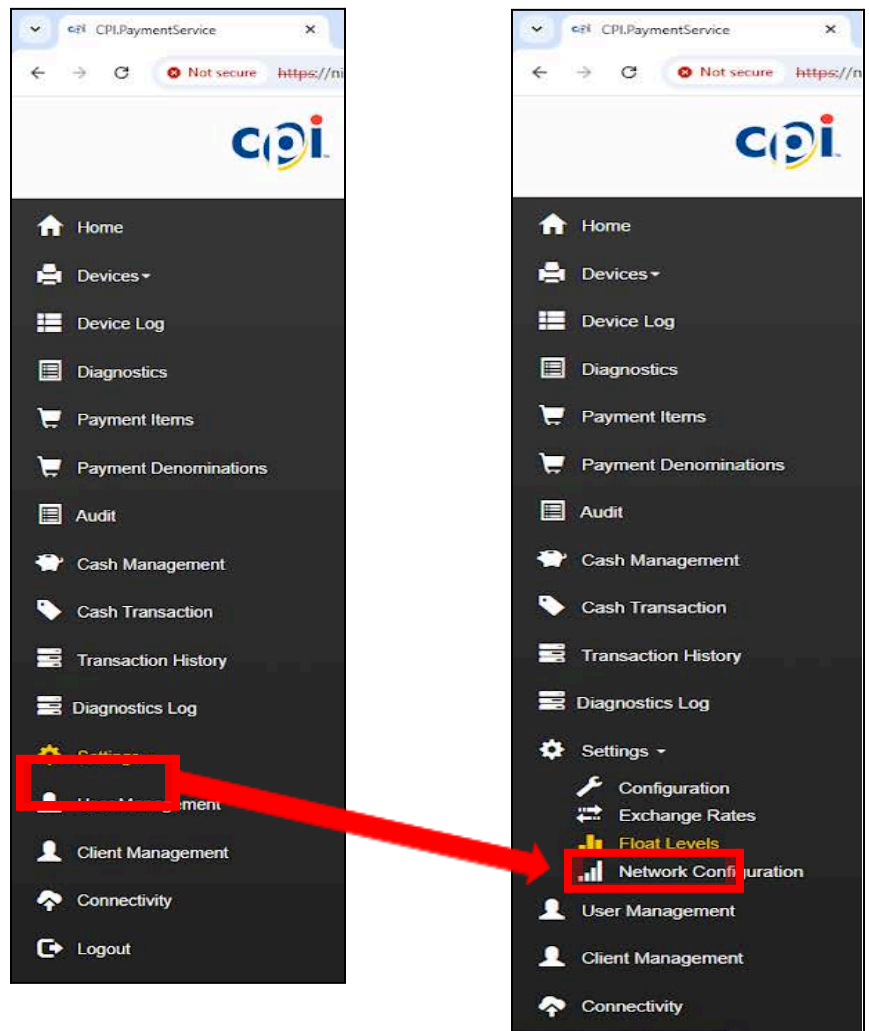 CPI.PaymentService
Not secure https://ni
cpi
Home
Devices
Device Log
Diagnostics
Payment Items
Payment Denominations
Audit
Cash Management
Cash Transaction
Transaction History
Diagnostics Log
Settings
User Management
Client Management
Connectivity
Logout
CPI.PaymentService
Not secure https://n
cpi
Home
Devices
Device Log
Diagnostics
Payment Items
Payment Denominations
Audit
Cash Management
Cash Transaction
Transaction History
Diagnostics Log
Settings
Configuration
Exchange Rates
Float Levels
Network Configuration
User Management
Client Management
Connectivity